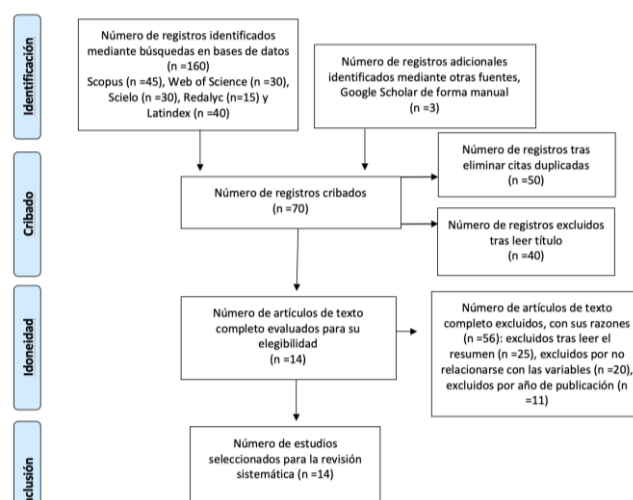 Identificación
Número de registros identificados
mediante búsquedas en bases de datos
(n =160)
Scopus (n=45), Web of Science (n =30),
Scielo (n =30), Redalyc (n=15) y
Latindex (n =40)
Número de registros adicionales
identificados mediante otras fuentes,
Google Scholar de forma manual
(n =3)
Cribado
Número de registros tras
eliminar citas duplicadas
(n =50)
Número de registros cribados
(n =70)
Número de registros excluidos
tras leer título
(n =40)
Idoneidad
Número de artículos de texto
completo evaluados para su
elegibilidad
(n =14)
Número de artículos de texto
completo excluidos, con sus razones
(n =56): excluidos tras leer el
resumen (n =25), excluidos por no
relacionarse con las variables (n =20),
excluidos por año de publicación (n
=11)
nclusión
Número de estudios
seleccionados para la revisión
sistemática (n =14)